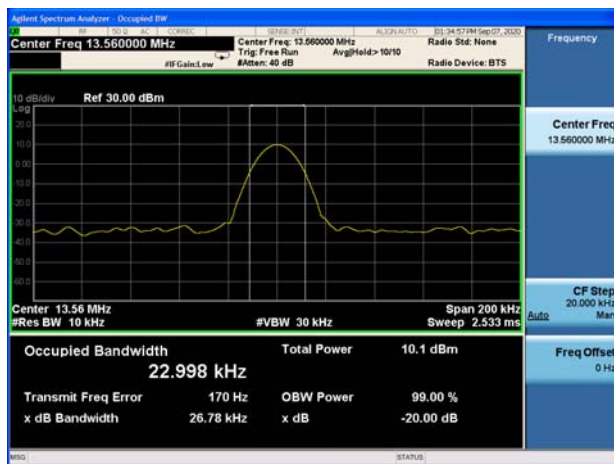 Agilent Spectrum Analyzer - Occupied BW
RF 50 Ω AC CORREC SENSE:INT ALIGN AUTO 01:34:57 PM Sep 07, 2020
Center Freq 13.560000 MHz
Center Freq: 13.560000 MHz Radio Std: None
Trig: Free Run Avg|Hold:>10/10
#IFGain:Low #Atten: 40 dB Radio Device: BTS
Frequency
10 dB/div Ref 30.00 dBm
Log
20.0
10.0
0.00
-10.0
-20.0
-30.0
-40.0
-50.0
-60.0
Center Freq
13.560000 MHz
Center 13.56 MHz Span 200 kHz
#Res BW 10 kHz #VBW 30 kHz Sweep 2.533 ms
CF Step
20.000 kHz
Auto Man
Occupied Bandwidth Total Power 10.1 dBm
22.998 kHz
Transmit Freq Error 170 Hz OBW Power 99.00 %
x dB Bandwidth 26.78 kHz x dB -20.00 dB
Freq Offset
0 Hz
MSG STATUS